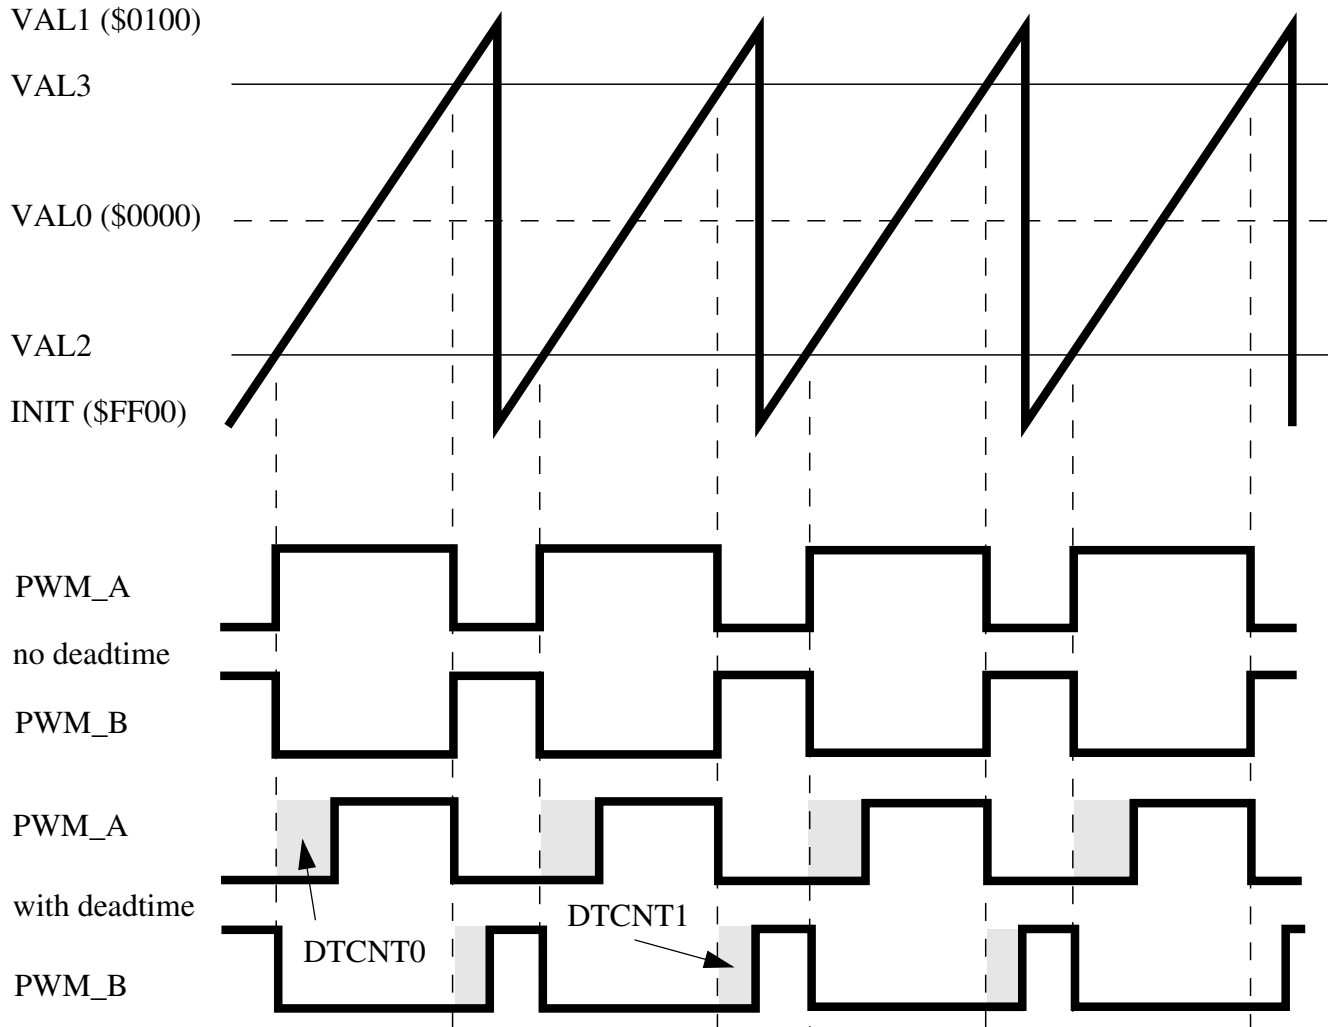 VAL1 ($0100)
VAL3
VAL0 ($0000)
VAL2
INIT ($FF00)
PWM_A
no deadtime
PWM_B
PWM_A
with deadtime
DTCNT1
DTCNT0
PWM_B